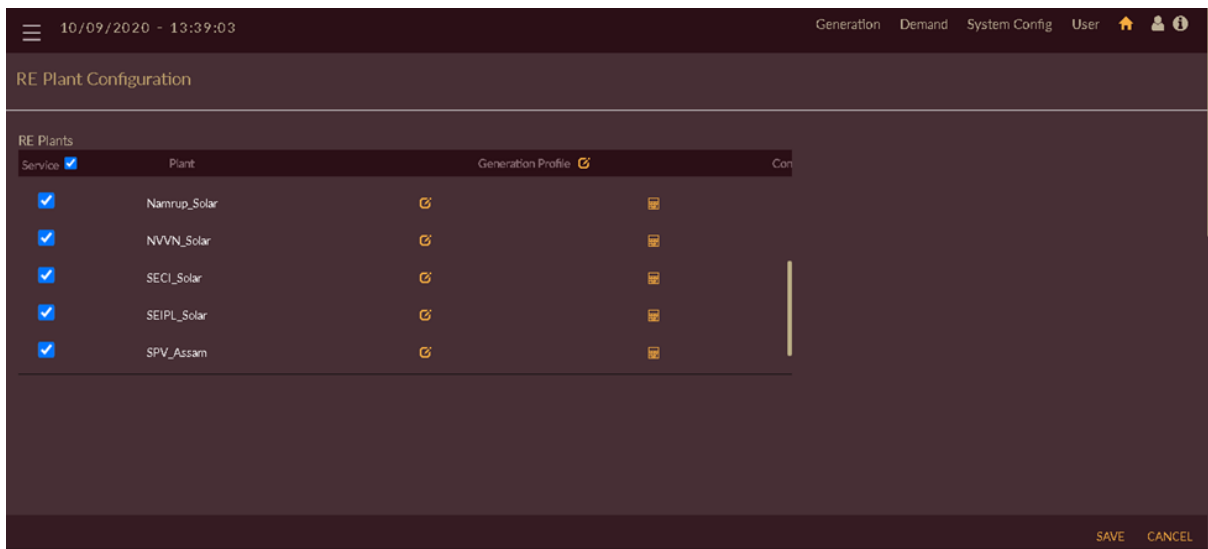 10/09/2020 - 13:39:03 Generation Demand System Config User
RE Plant Configuration
RE Plants
Service Plant Generation Profile Con
Namrup_Solar
NVVN_Solar
SECI_Solar
SEIPL_Solar
SPV_Assam
SAVE CANCEL